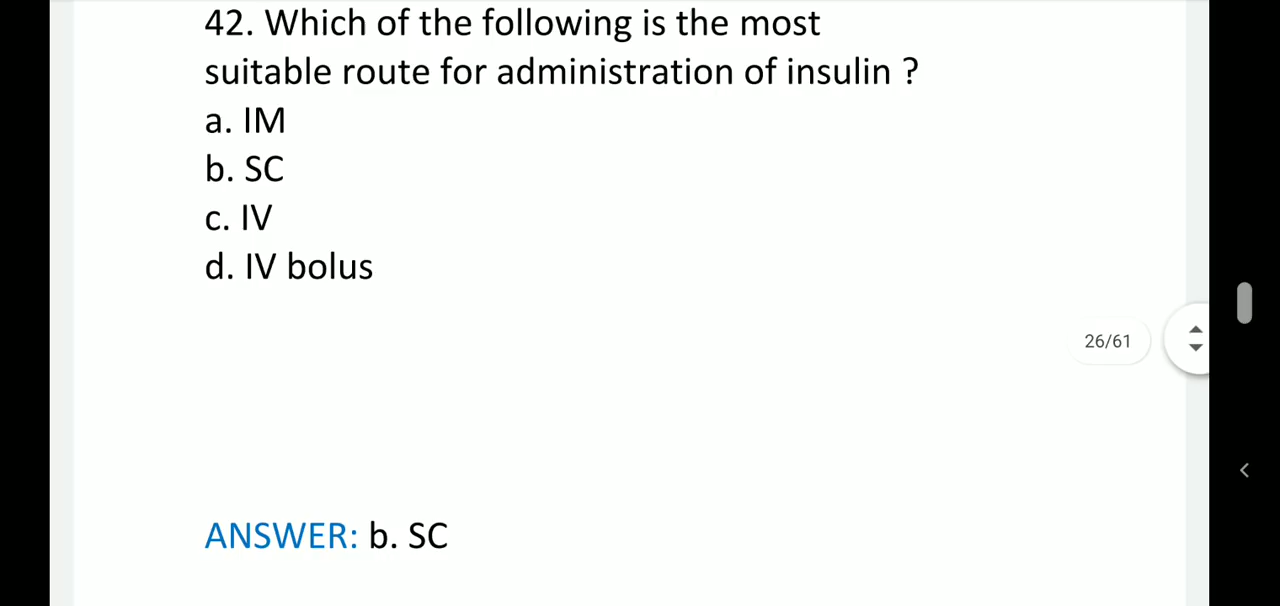 42. Which of the following is the most
suitable route for administration of insulin ?
a. IM
b. SC
c. IV
d. IV bolus
26/61
ANSWER: b. SC